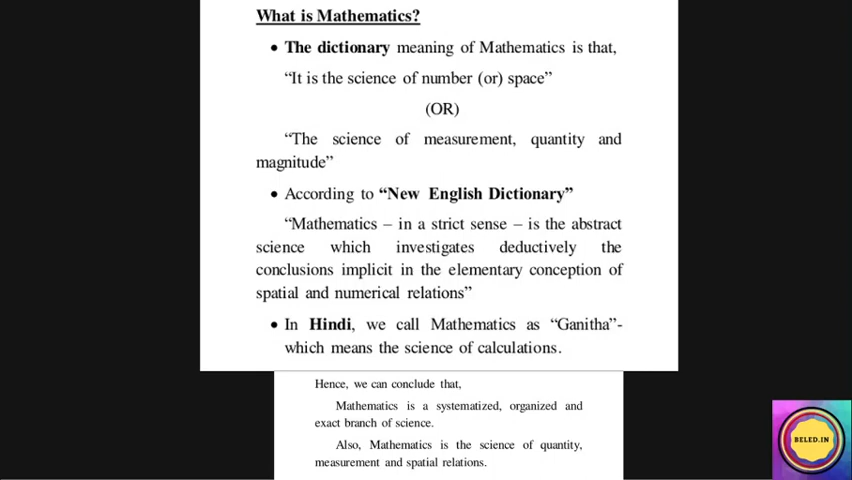 What is Mathematics?
• The dictionary meaning of Mathematics is that,
“It is the science of number (or) space”
(OR)
“The science of measurement, quantity and
magnitude”
• According to “New English Dictionary”
“Mathematics – in a strict sense – is the abstract
science which investigates deductively the
conclusions implicit in the elementary conception of
spatial and numerical relations”
• In Hindi, we call Mathematics as “Ganitha”-
which means the science of calculations.
Hence, we can conclude that,
Mathematics is a systematized, organized and
exact branch of science.
Also, Mathematics is the science of quantity,
measurement and spatial relations.
BELED.IN